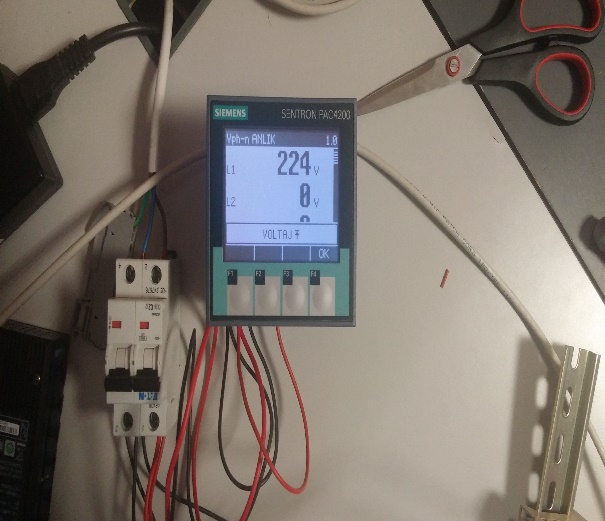 SIEMENS
SENTRON PAC4200
Vph-n ANLIK 1.0
L1 224 V
L2 0 V
VOLTAJ
OK
F1 F2 F3 F4